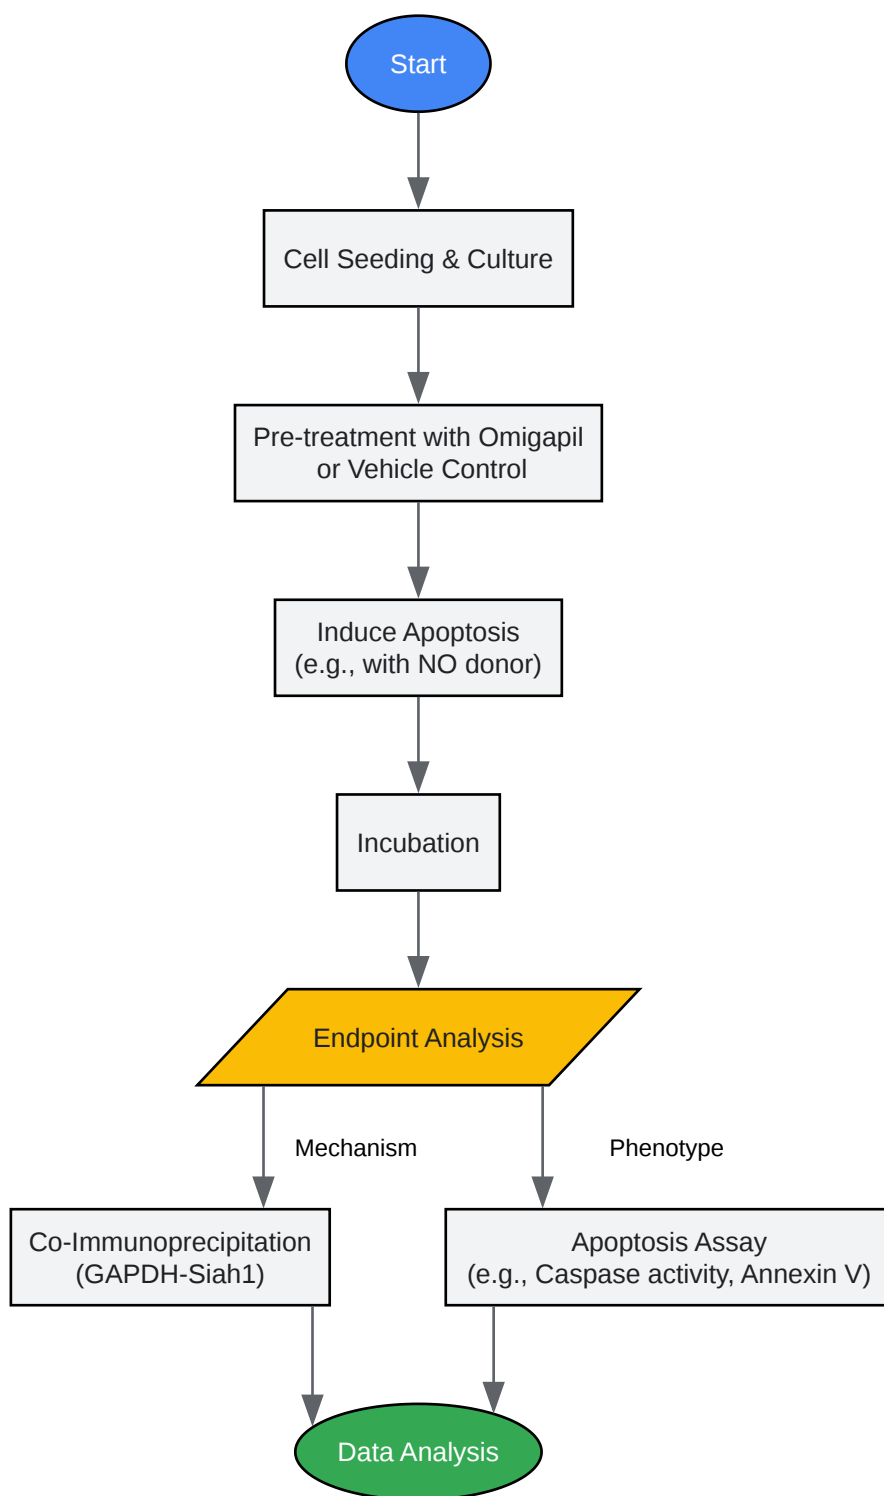 Start
Cell Seeding & Culture
Pre-treatment with Omigapil
or Vehicle Control
Induce Apoptosis
(e.g., with NO donor)
Incubation
Endpoint Analysis
Mechanism
Phenotype
Co-Immunoprecipitation
(GAPDH-Siah1)
Apoptosis Assay
(e.g., Caspase activity, Annexin V)
Data Analysis